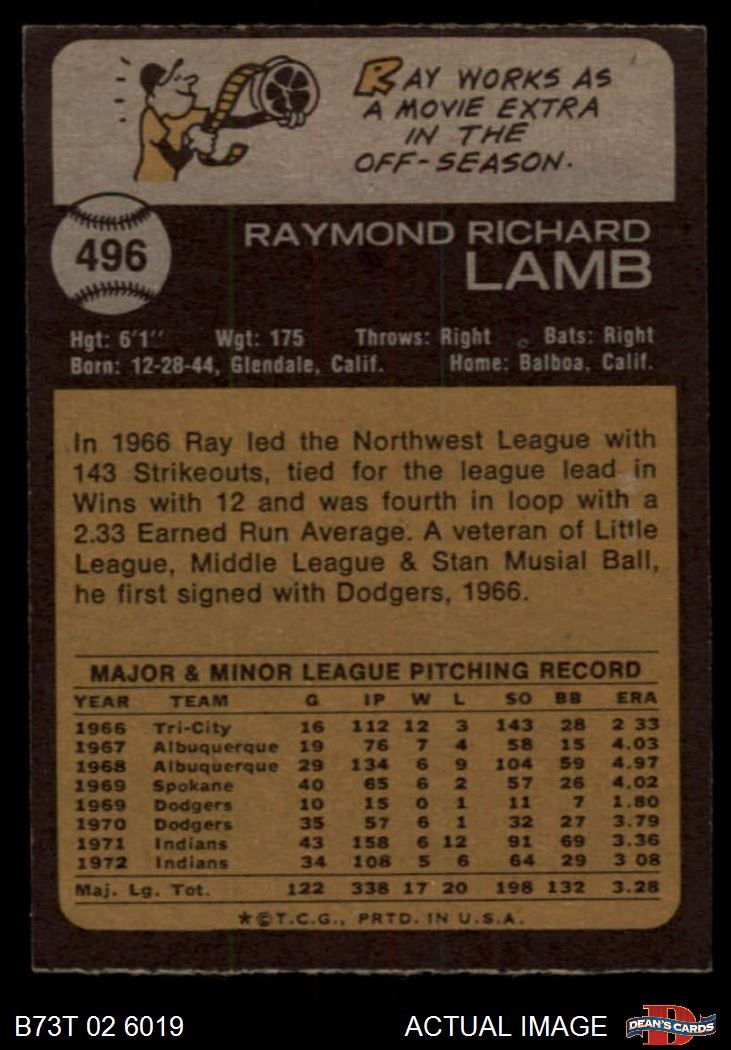 RAY WORKS AS
A MOVIE EXTRA
IN THE
OFF-SEASON.
496
RAYMOND RICHARD
LAMB
Hgt: 6'1'' Wgt: 175 Throws: Right Bats: Right
Born: 12-28-44, Glendale, Calif. Home: Balboa, Calif.
In 1966 Ray led the Northwest League with
143 Strikeouts, tied for the league lead in
Wins with 12 and was fourth in loop with a
2.33 Earned Run Average. A veteran of Little
League, Middle League & Stan Musial Ball,
he first signed with Dodgers, 1966.
MAJOR & MINOR LEAGUE PITCHING RECORD
YEAR TEAM G IP W L SO BB ERA
1966 Tri-City 16 112 12 3 143 28 2 33
1967 Albuquerque 19 76 7 4 58 15 4.03
1968 Albuquerque 29 134 6 9 104 59 4.97
1969 Spokane 40 65 6 2 57 26 4.02
1969 Dodgers 10 15 0 1 11 7 1.80
1970 Dodgers 35 57 6 1 32 27 3.79
1971 Indians 43 158 6 12 91 69 3.36
1972 Indians 34 108 5 6 64 29 3 08
Maj. Lg. Tot. 122 338 17 20 198 132 3.28
★©T.C.G., PRTD. IN U.S.A.
B73T 02 6019 ACTUAL IMAGE DEAN'S CARDS